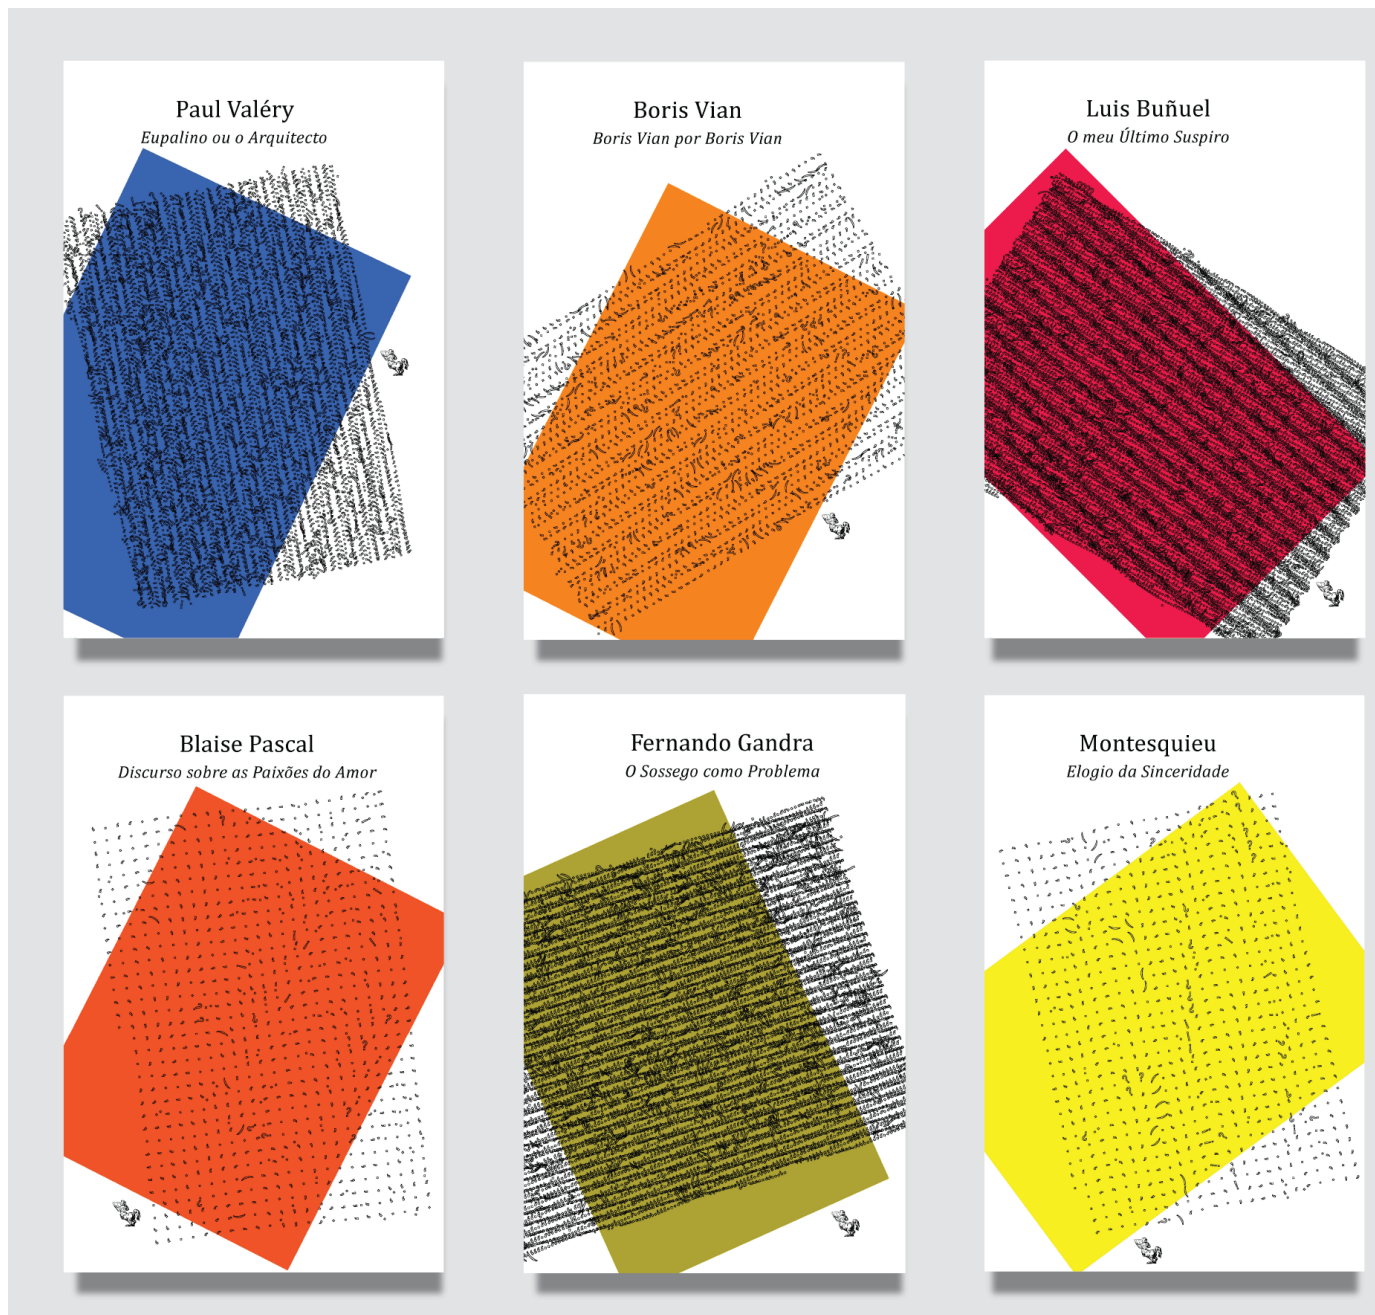 Paul Valéry
Eupalino ou o Arquitecto
Boris Vian
Boris Vian por Boris Vian
Luis Buñuel
O meu Último Suspiro
Blaise Pascal
Discurso sobre as Paixões do Amor
Fernando Gandra
O Sossego como Problema
Montesquieu
Elogio da Sinceridade